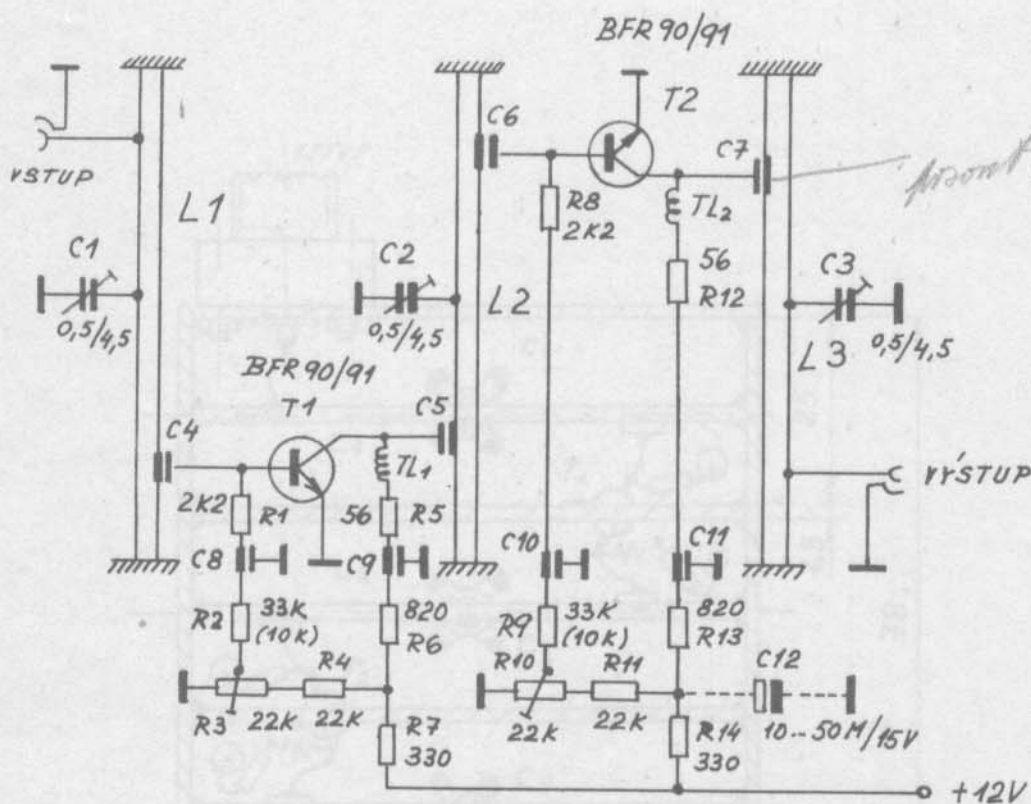 BFR 90/91
T2
VSTUP
L1
C6
C7
R8
2K2
TL2
C1
0,5/4,5
C2
0,5/4,5
L2
56
R12
C3
0,5/4,5
L3
BFR 90/91
T1
C4
C5
TL1
VÝSTUP
2K2
R1
56
R5
C8
C9
C10
C11
R2
33K
(10K)
820
R6
R9
33K
(10K)
820
R13
R4
R10
R11
C12
R3
22K
22K
R7
330
22K
22K
R14
330
10--50M/15V
+12V